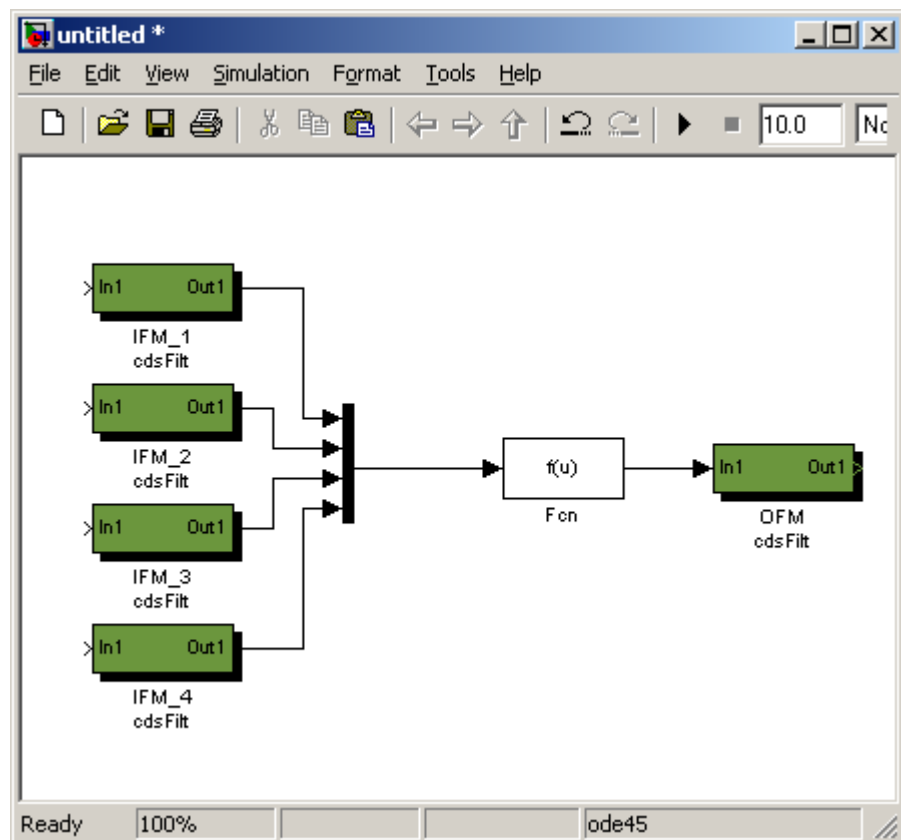 untitled *
File Edit View Simulation Format Tools Help
10.0
In1 Out1
IFM_1
cdsFilt
In1 Out1
IFM_2
cdsFilt
In1 Out1
IFM_3
cdsFilt
In1 Out1
IFM_4
cdsFilt
f(u)
Fcn
In1 Out1
OFM
cdsFilt
Ready 100% ode45